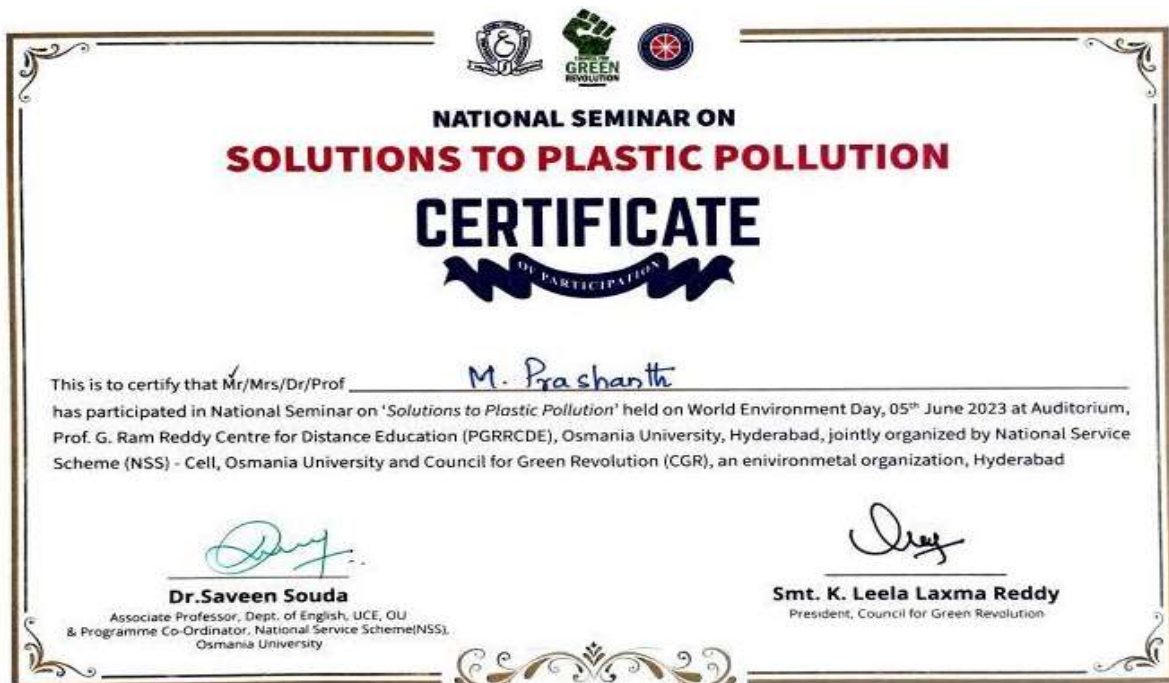 COUNCIL FOR
GREEN
REVOLUTION
NATIONAL SEMINAR ON
SOLUTIONS TO PLASTIC POLLUTION
CERTIFICATE
OF PARTICIPATION
This is to certify that Mr/Mrs/Dr/Prof M. Prashanth
has participated in National Seminar on 'Solutions to Plastic Pollution' held on World Environment Day, 05th June 2023 at Auditorium,
Prof. G. Ram Reddy Centre for Distance Education (PGRRCDE), Osmania University, Hyderabad, jointly organized by National Service
Scheme (NSS) - Cell, Osmania University and Council for Green Revolution (CGR), an enivironmetal organization, Hyderabad
Dr.Saveen Souda
Associate Professor, Dept. of English, UCE, OU
& Programme Co-Ordinator, National Service Scheme(NSS),
Osmania University
Smt. K. Leela Laxma Reddy
President, Council for Green Revolution